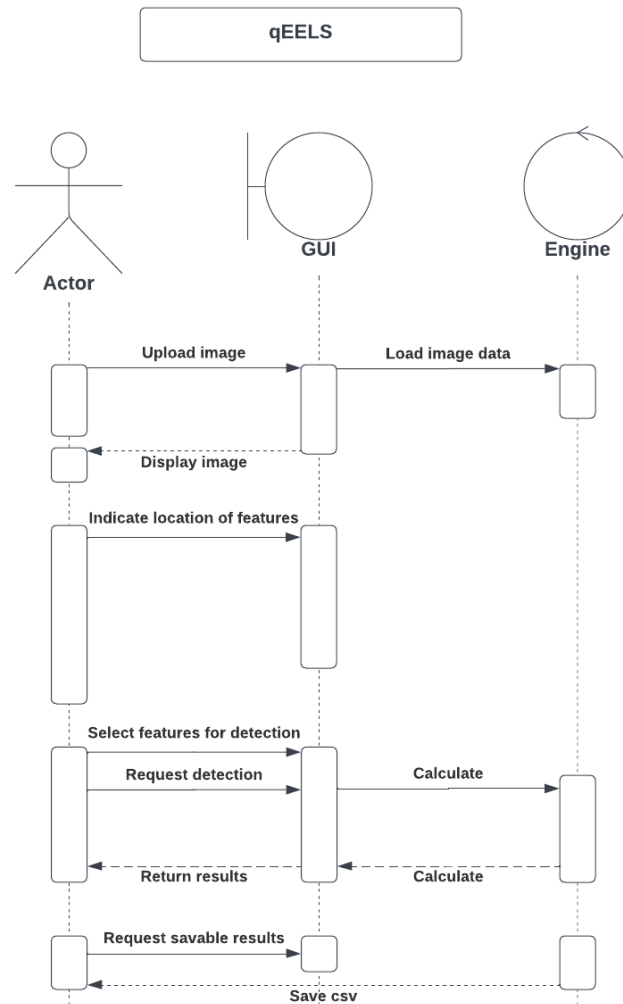 qEELS
Actor
GUI
Engine
Upload image
Load image data
Display image
Indicate location of features
Select features for detection
Request detection
Calculate
Return results
Calculate
Request savable results
Save csv